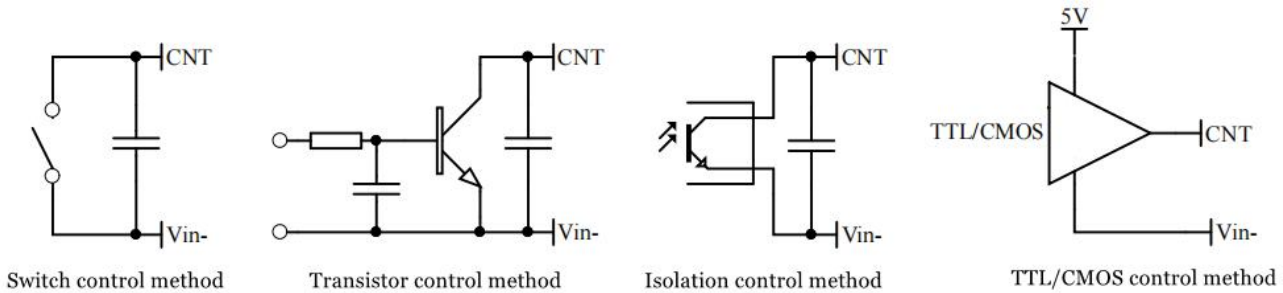 5V
CNT CNT CNT
TTL/CMOS CNT
Vin- Vin- Vin- Vin-
Switch control method Transistor control method Isolation control method TTL/CMOS control method